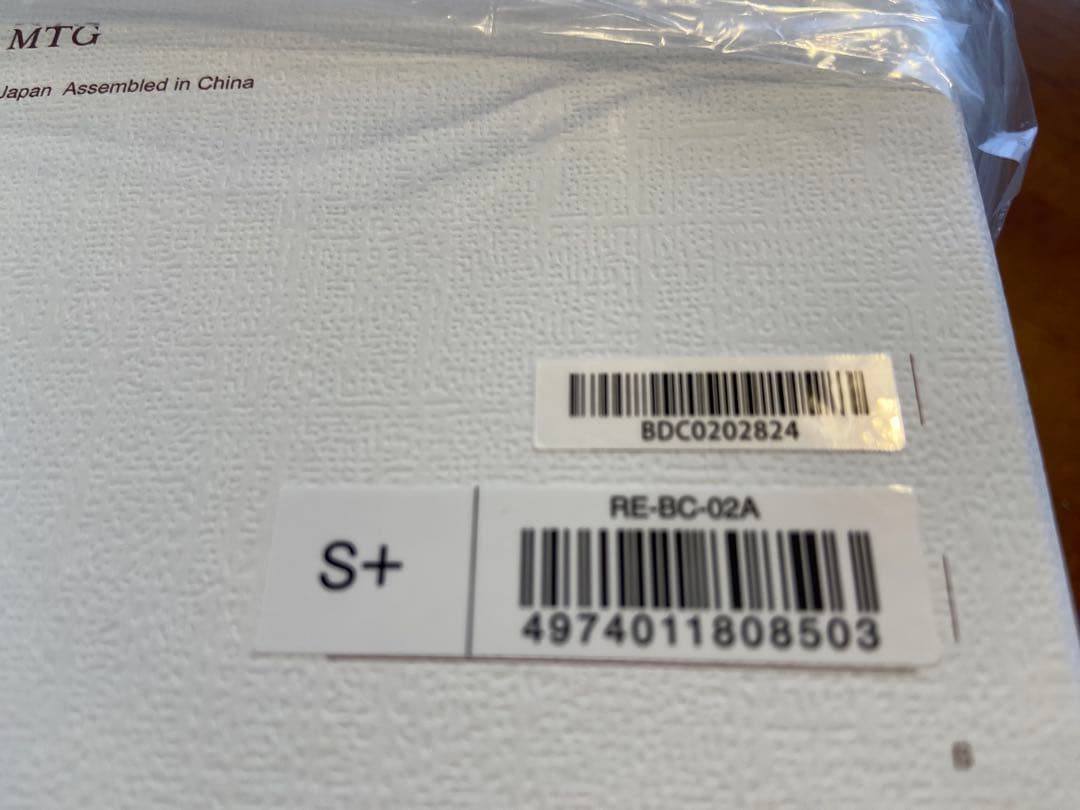 MTG
Japan Assembled in China
BDC0202824
RE-BC-02A
S+
4974011808503